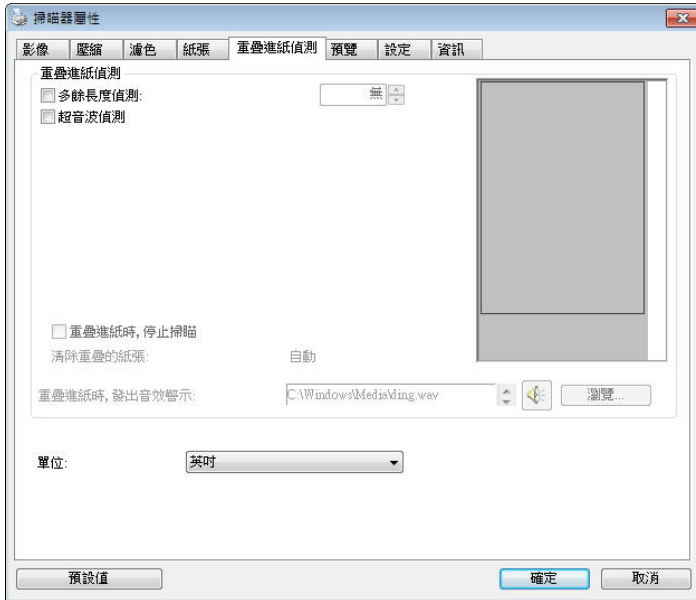 掃瞄器屬性
影像 壓縮 濾色 紙張 重疊進紙偵測 預覽 設定 資訊
重疊進紙偵測
多餘長度偵測: 無
超音波偵測
重疊進紙時, 停止掃瞄
清除重疊的紙張: 自動
重疊進紙時, 發出音效警示: C:\Windows\Media\ding.wav 瀏覽...
單位: 英吋
預設值 確定 取消